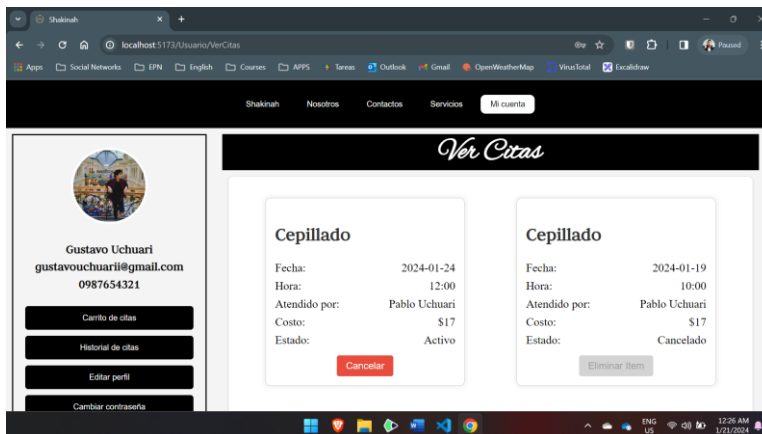 Shakinah
localhost:5173/Usuario/VerCitas
Paused
Apps Social Networks EPN English Courses APPS Tareas Outlook Gmail OpenWeatherMap VirusTotal Excalidraw
Shakinah Nosotros Contactos Servicios Mi cuenta
Ver Citas
Gustavo Uchuari
gustavouchuarii@gmail.com
0987654321
Carrito de citas
Historial de citas
Editar perfil
Cambiar contraseña
Cepillado
Fecha: 2024-01-24
Hora: 12:00
Atendido por: Pablo Uchuari
Costo: $17
Estado: Activo
Cancelar
Cepillado
Fecha: 2024-01-19
Hora: 10:00
Atendido por: Pablo Uchuari
Costo: $17
Estado: Cancelado
Eliminar Item
ENG
US
12:26 AM
1/21/2024